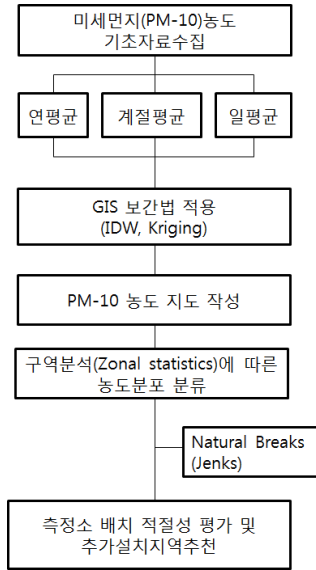 미세먼지(PM-10)농도
기초자료수집
연평균
계절평균
일평균
GIS 보간법 적용
(IDW, Kriging)
PM-10 농도 지도 작성
구역분석(Zonal statistics)에 따른
농도분포 분류
Natural Breaks
(Jenks)
측정소 배치 적절성 평가 및
추가설치지역추천